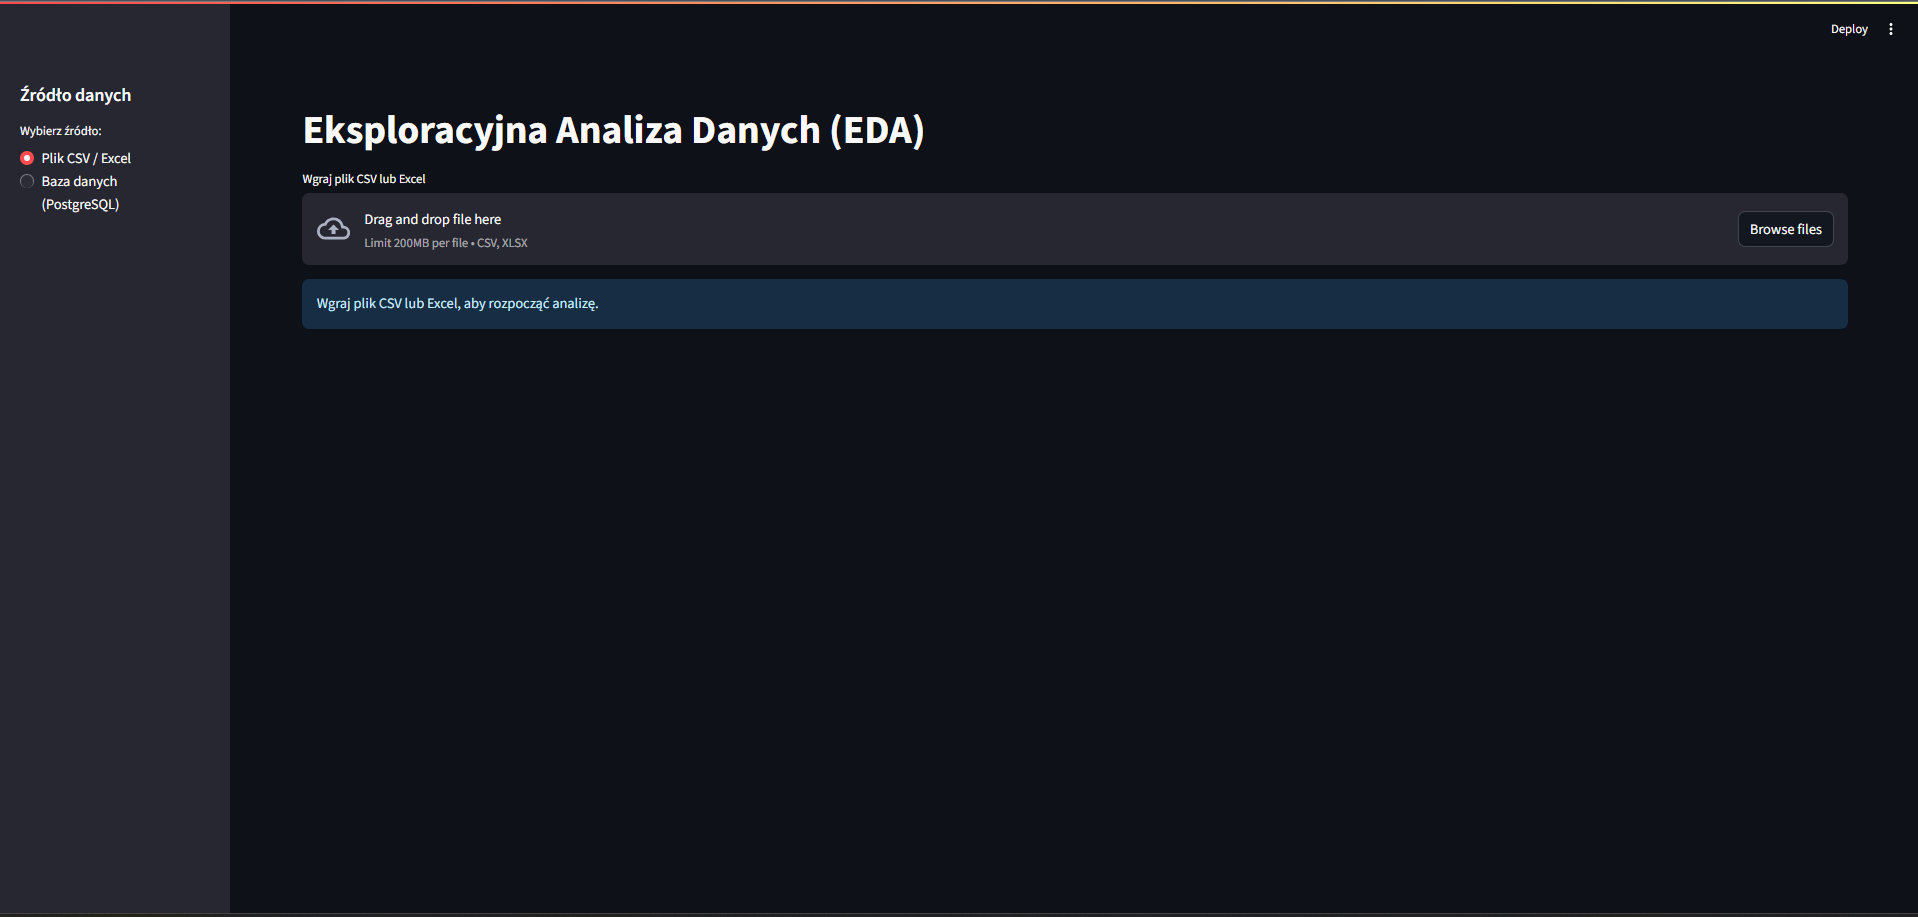 Deploy
Źródło danych
Wybierz źródło:
Plik CSV / Excel
Baza danych
(PostgreSQL)
Eksploracyjna Analiza Danych (EDA)
Wgraj plik CSV lub Excel
Drag and drop file here
Limit 200MB per file • CSV, XLSX
Browse files
Wgraj plik CSV lub Excel, aby rozpocząć analizę.